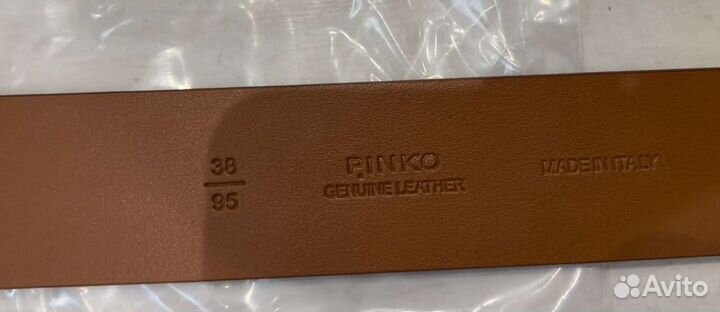 38
95
PINKO
GENUINE LEATHER
MADE IN ITALY
Avito